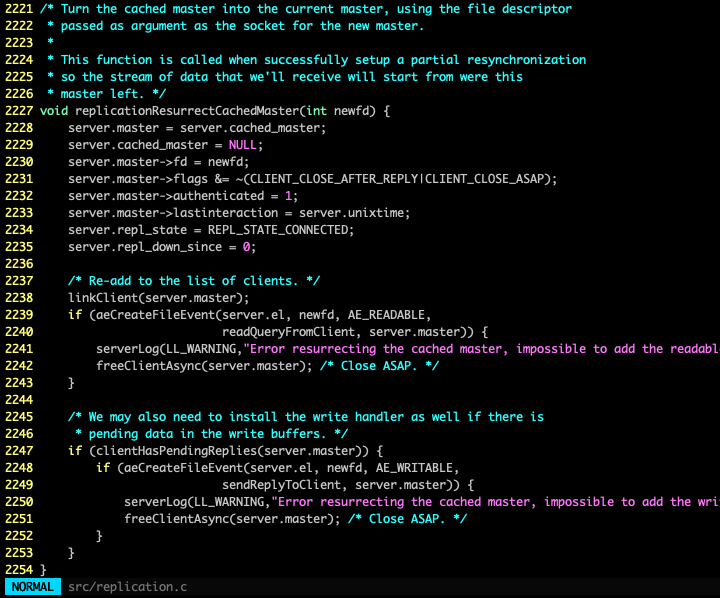 2221 /* Turn the cached master into the current master, using the file descriptor
2222  * passed as argument as the socket for the new master.
2223  *
2224  * This function is called when successfully setup a partial resynchronization
2225  * so the stream of data that we'll receive will start from were this
2226  * master left. */
2227 void replicationResurrectCachedMaster(int newfd) {
2228     server.master = server.cached_master;
2229     server.cached_master = NULL;
2230     server.master->fd = newfd;
2231     server.master->flags &= ~(CLIENT_CLOSE_AFTER_REPLY|CLIENT_CLOSE_ASAP);
2232     server.master->authenticated = 1;
2233     server.master->lastinteraction = server.unixtime;
2234     server.repl_state = REPL_STATE_CONNECTED;
2235     server.repl_down_since = 0;
2236
2237     /* Re-add to the list of clients. */
2238     linkClient(server.master);
2239     if (aeCreateFileEvent(server.el, newfd, AE_READABLE,
2240                           readQueryFromClient, server.master)) {
2241         serverLog(LL_WARNING,"Error resurrecting the cached master, impossible to add the readabl
2242         freeClientAsync(server.master); /* Close ASAP. */
2243     }
2244
2245     /* We may also need to install the write handler as well if there is
2246      * pending data in the write buffers. */
2247     if (clientHasPendingReplies(server.master)) {
2248         if (aeCreateFileEvent(server.el, newfd, AE_WRITABLE,
2249                           sendReplyToClient, server.master)) {
2250             serverLog(LL_WARNING,"Error resurrecting the cached master, impossible to add the wri
2251             freeClientAsync(server.master); /* Close ASAP. */
2252         }
2253     }
2254 }
NORMAL src/replication.c